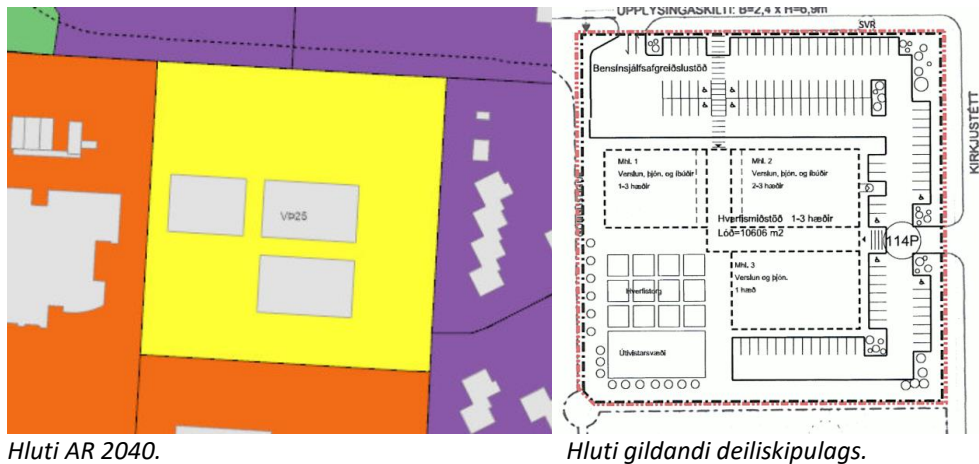 VÞ25
UPPLÝSINGASKILTI: B=2,4 x H=6,9m
SVR
Bensínsjálfsafgreiðslustöð
KIRKJUSTÉTT
Mhl. 1
Verslun, þjón. og íbúðir
1-3 hæðir
Mhl. 2
Verslun, þjón. og íbúðir
2-3 hæðir
Hverfismiðstöð 1-3 hæðir
Lóð=10606 m2
114P
Mhl. 3
Verslun og þjón.
1 hæð
Hverfistorg
Útivistarsvæði
Hluti AR 2040.
Hluti gildandi deiliskipulags.